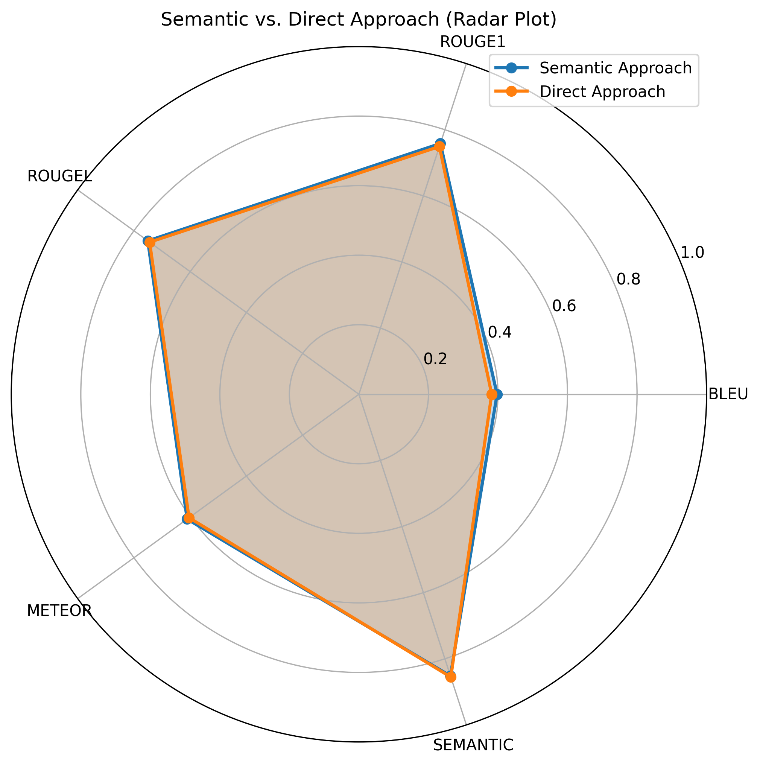 Semantic vs. Direct Approach (Radar Plot)
ROUGE1
Semantic Approach
Direct Approach
ROUGEL
1.0
0.8
0.6
0.4
0.2
BLEU
METEOR
SEMANTIC